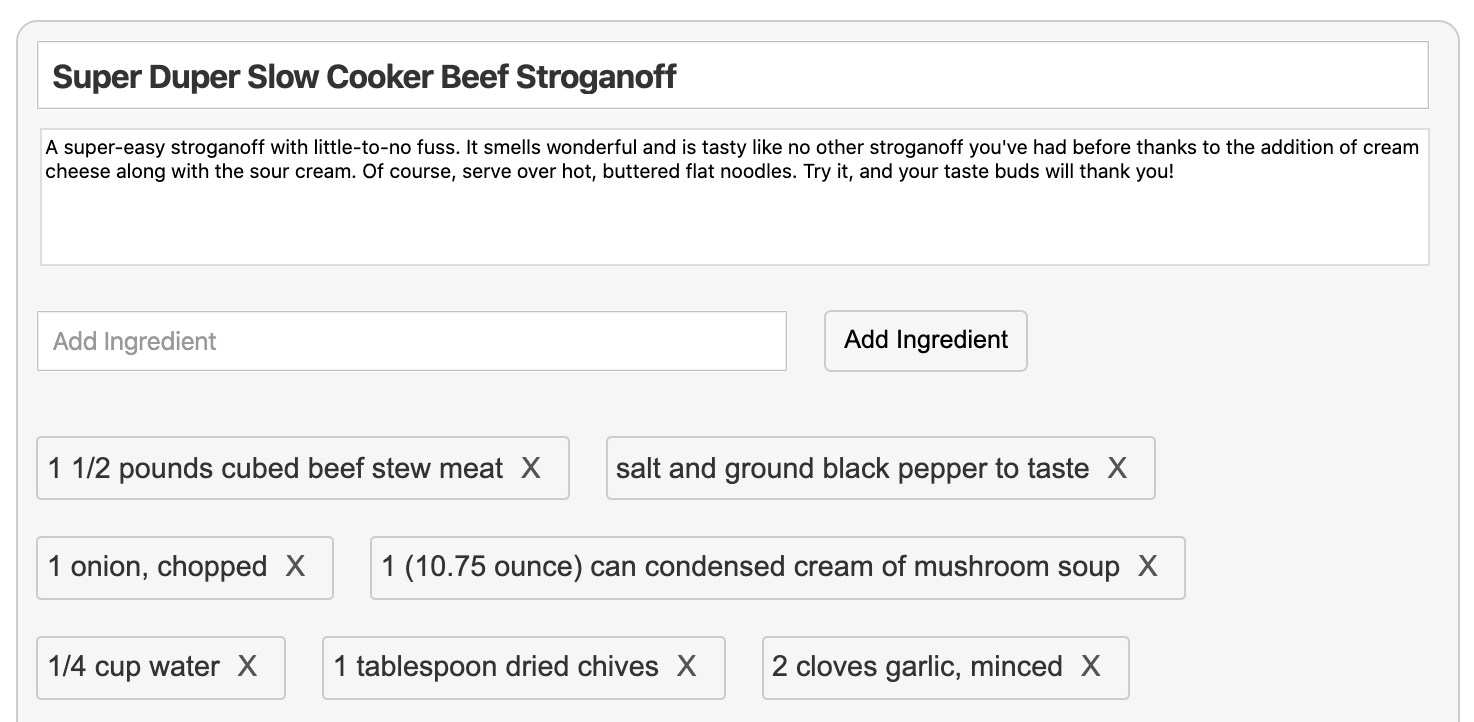 Super Duper Slow Cooker Beef Stroganoff
A super-easy stroganoff with little-to-no fuss. It smells wonderful and is tasty like no other stroganoff you've had before thanks to the addition of cream
cheese along with the sour cream. Of course, serve over hot, buttered flat noodles. Try it, and your taste buds will thank you!
Add Ingredient Add Ingredient
1 1/2 pounds cubed beef stew meat X salt and ground black pepper to taste X
1 onion, chopped X 1 (10.75 ounce) can condensed cream of mushroom soup X
1/4 cup water X 1 tablespoon dried chives X 2 cloves garlic, minced X